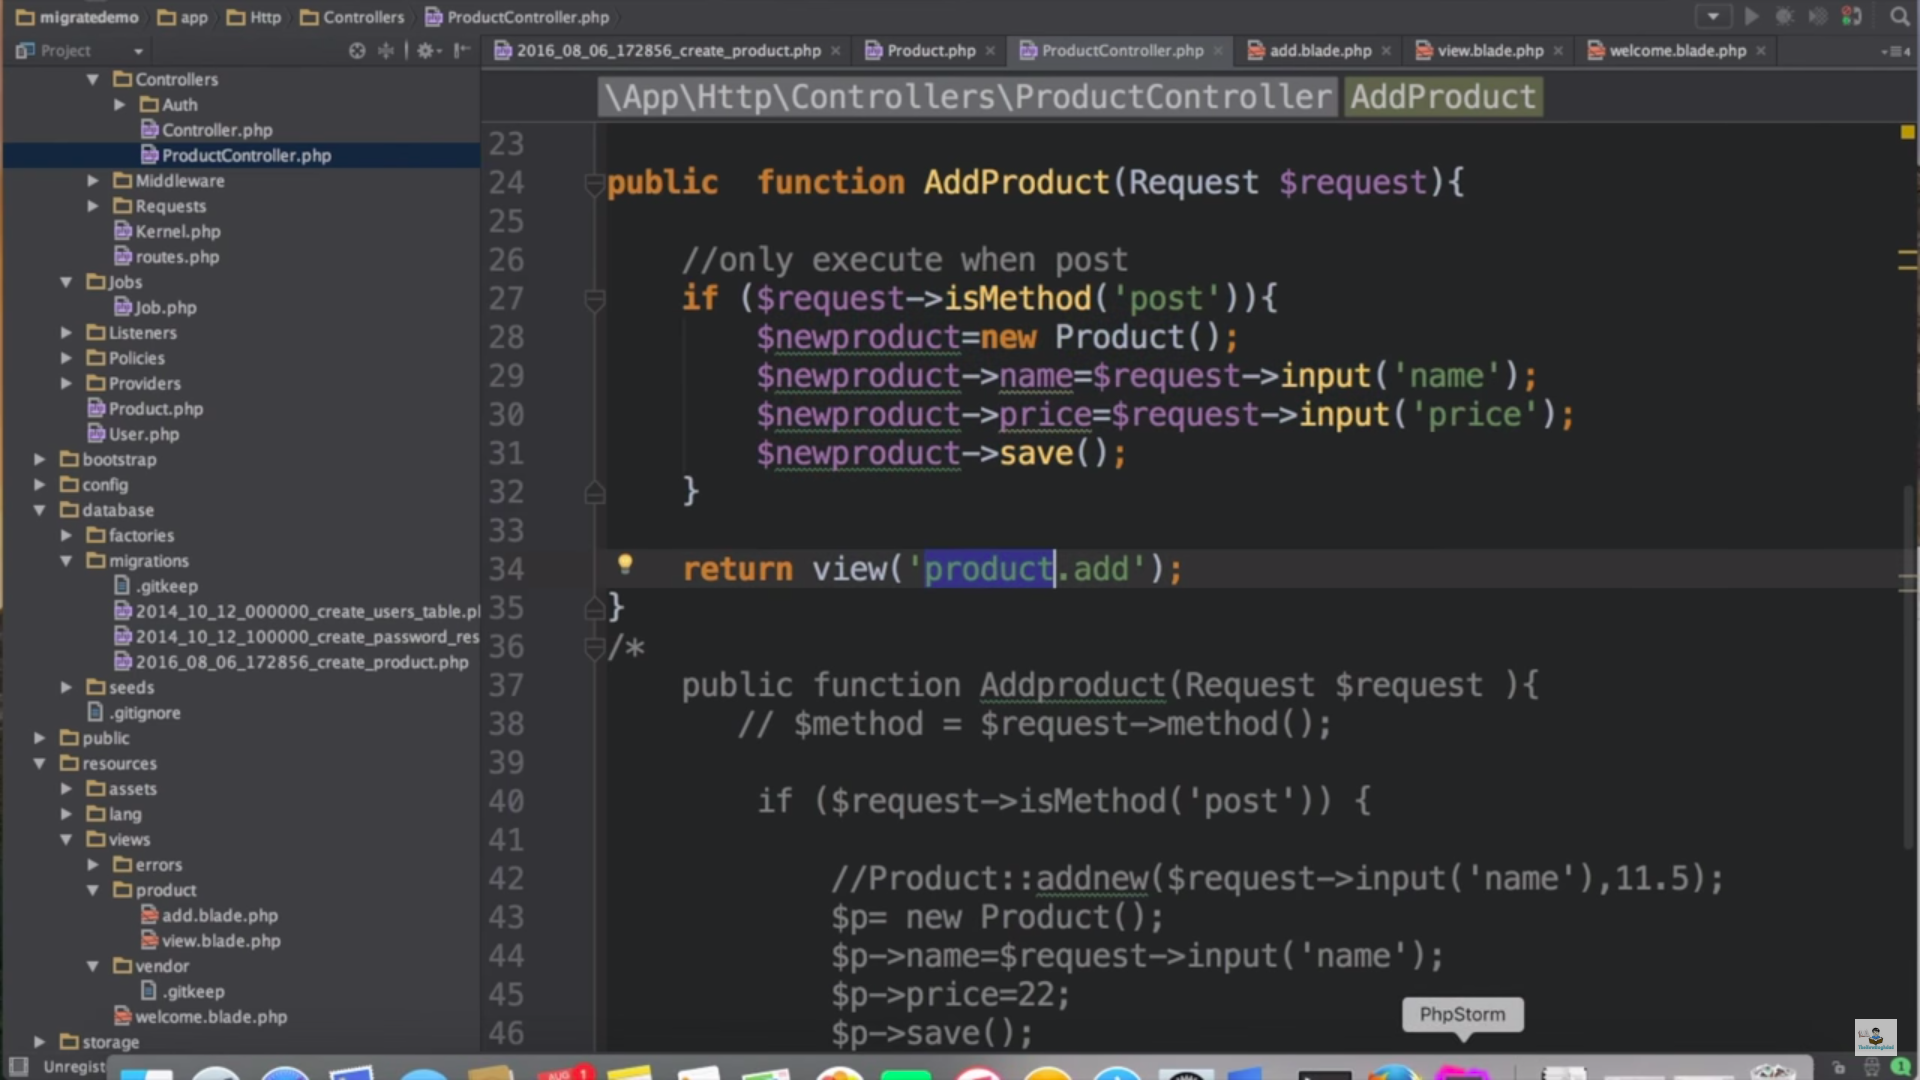 migratedemo app Http Controllers ProductController.php
Project
2016_08_06_172856_create_product.php Product.php ProductController.php add.blade.php view.blade.php welcome.blade.php
4
\App\Http\Controllers\ProductController AddProduct
Controllers
Auth
Controller.php
ProductController.php
Middleware
Requests
Kernel.php
routes.php
Jobs
Job.php
Listeners
Policies
Providers
Product.php
User.php
bootstrap
config
database
factories
migrations
.gitkeep
2014_10_12_000000_create_users_table.pl
2014_10_12_100000_create_password_res
2016_08_06_172856_create_product.php
seeds
.gitignore
public
resources
assets
lang
views
errors
product
add.blade.php
view.blade.php
vendor
.gitkeep
welcome.blade.php
storage
Unregist
23
24 public function AddProduct(Request $request){
25
26 //only execute when post
27 if ($request->isMethod('post')){
28 $newproduct=new Product();
29 $newproduct->name=$request->input('name');
30 $newproduct->price=$request->input('price');
31 $newproduct->save();
32 }
33
34 return view('product.add');
35 }
36 /*
37 public function Addproduct(Request $request ){
38 // $method = $request->method();
39
40 if ($request->isMethod('post')) {
41
42 //Product::addnew($request->input('name'),11.5);
43 $p= new Product();
44 $p->name=$request->input('name');
45 $p->price=22;
46 $p->save();
PhpStorm
AUG 1
1